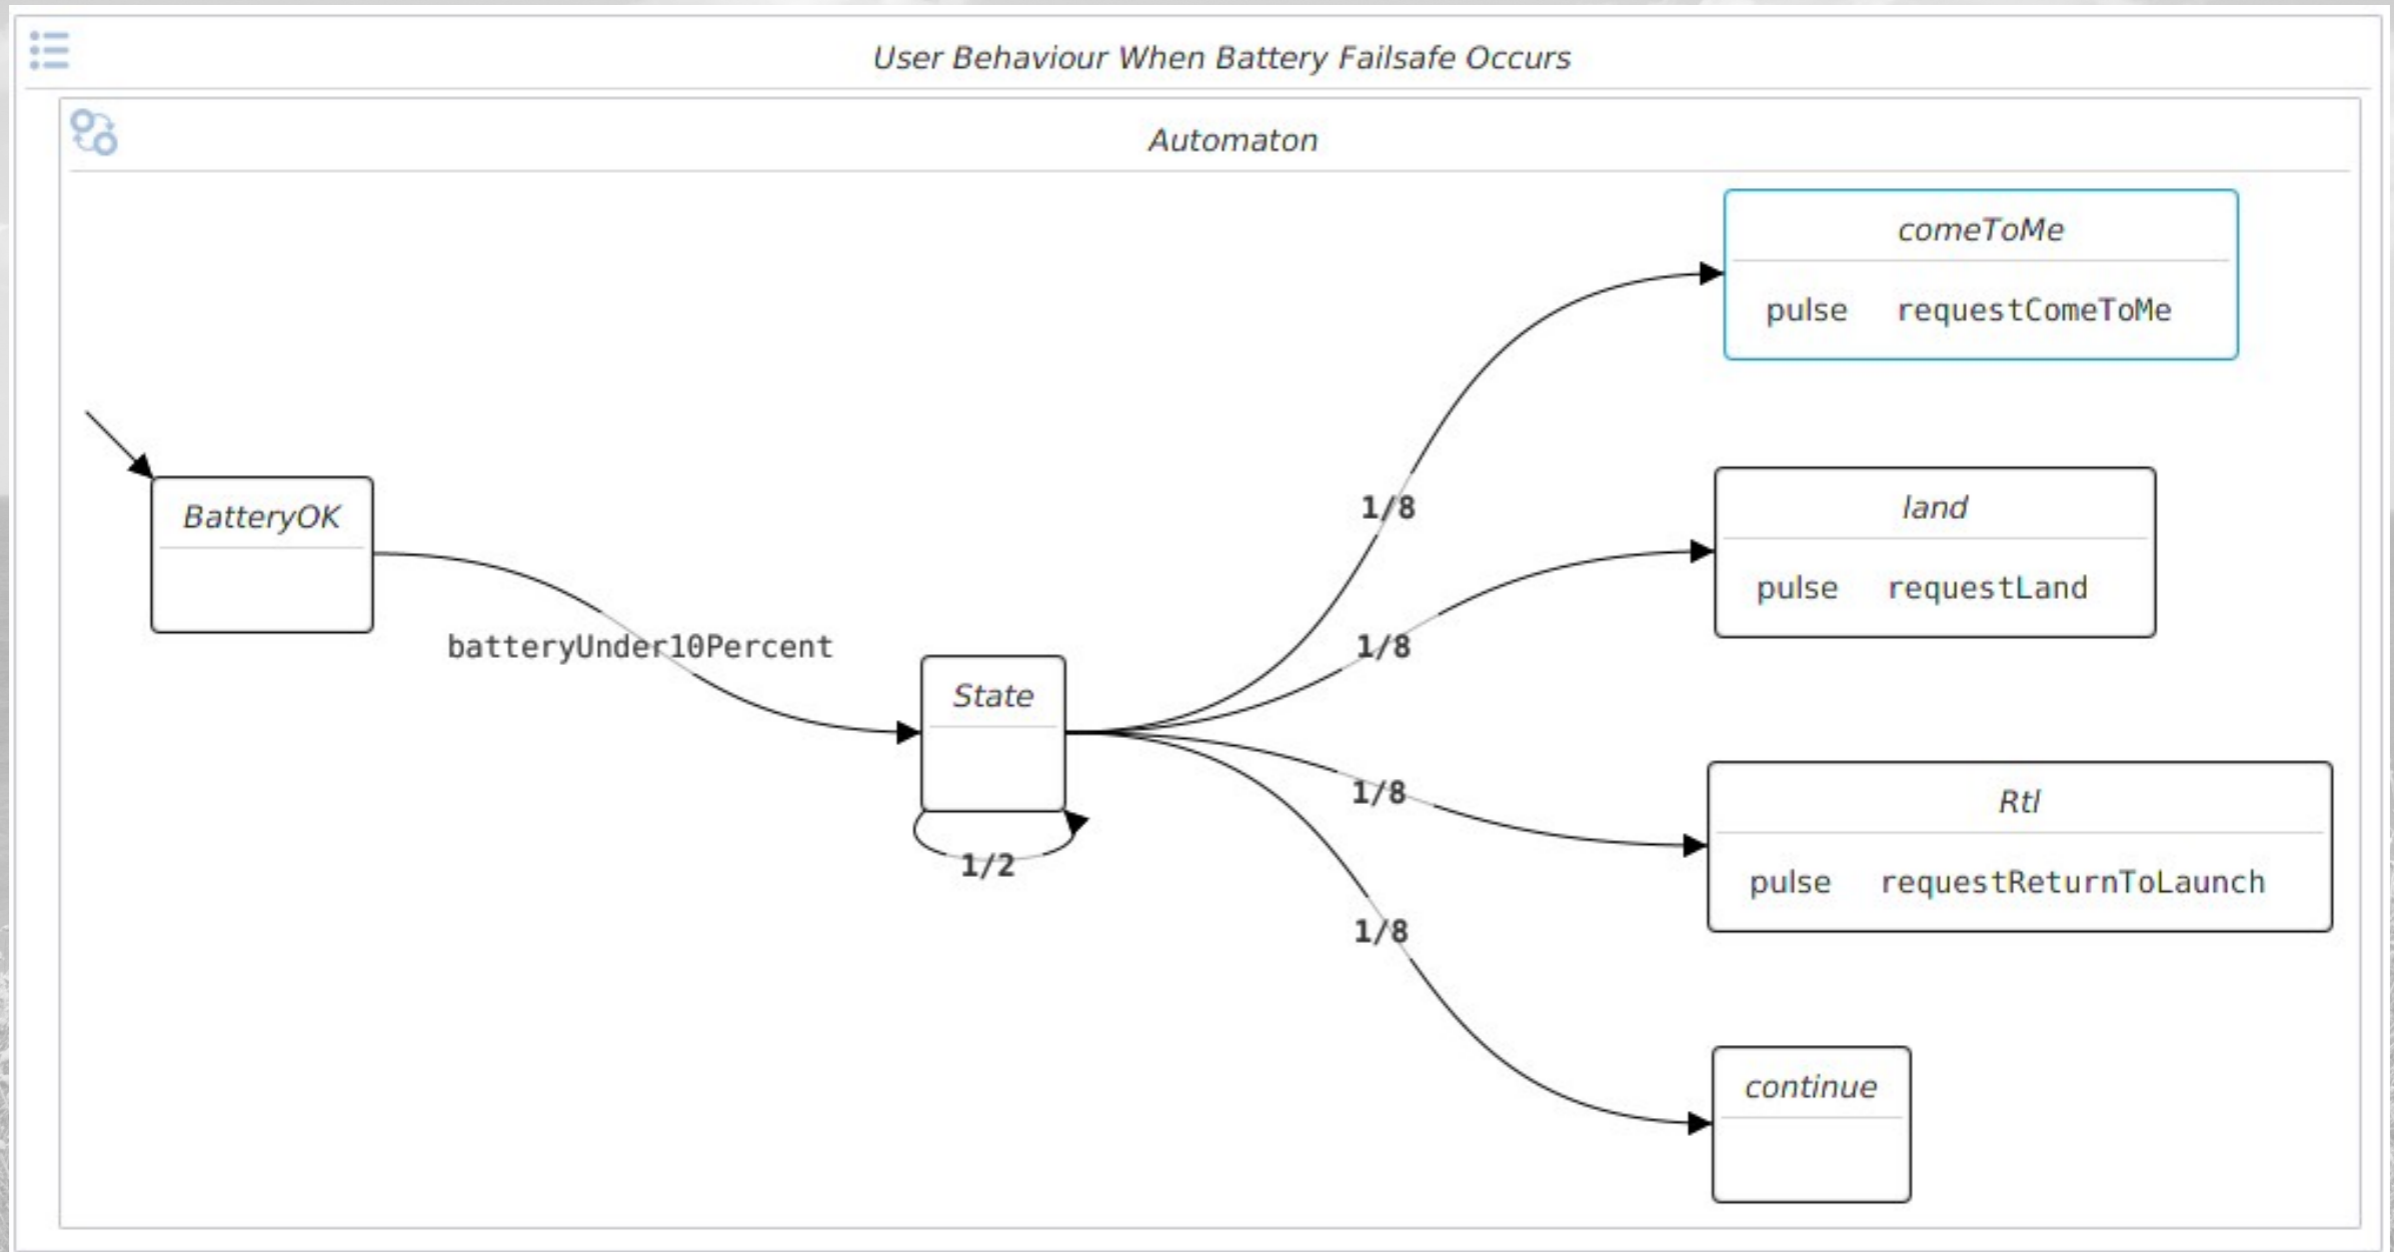 User Behaviour When Battery Failsafe Occurs
Automaton
comeToMe
pulse requestComeToMe
1/8
land
pulse requestLand
BatteryOK
batteryUnder10Percent
1/8
State
1/2
1/8
Rtl
pulse requestReturnToLaunch
1/8
continue